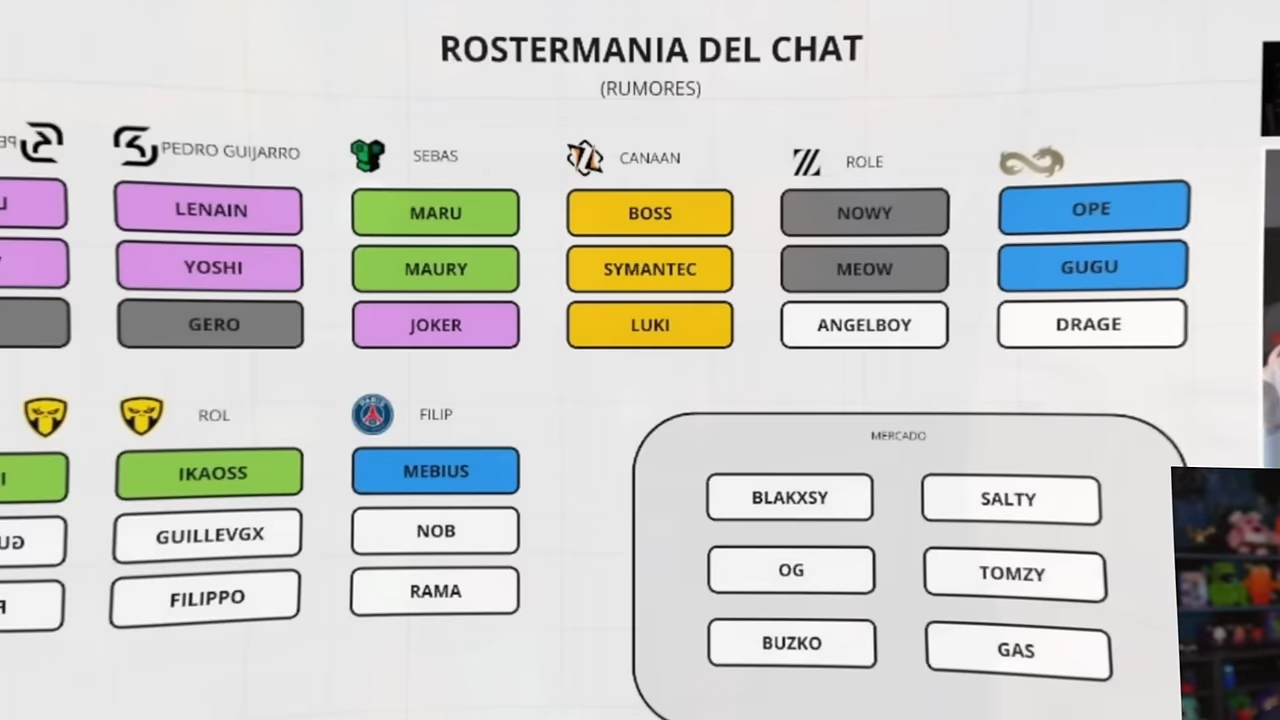 ROSTERMANIA DEL CHAT
(RUMORES)
PEDRO GUIJARRO
LENAIN
YOSHI
GERO
SEBAS
MARU
MAURY
JOKER
CANAAN
BOSS
SYMANTEC
LUKI
ROLE
NOWY
MEOW
ANGELBOY
OPE
GUGU
DRAGE
ROL
IKAOSS
GUILLEVGX
FILIPPO
FILIP
PARIS
MEBIUS
NOB
RAMA
MERCADO
BLAKXSY
SALTY
OG
TOMZY
BUZKO
GAS